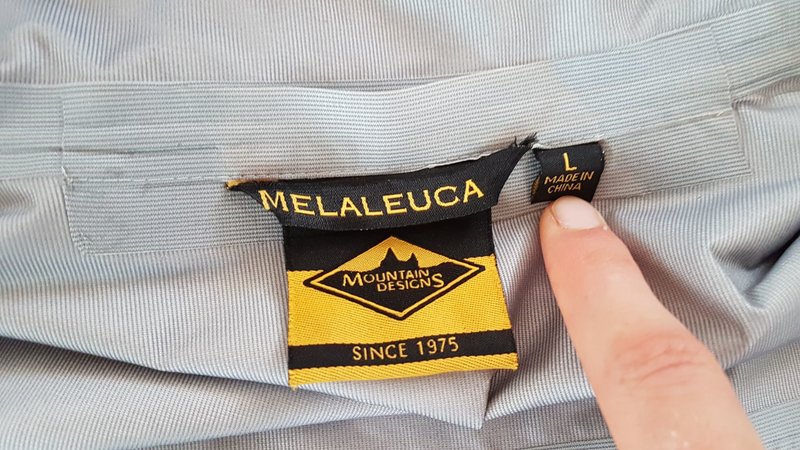 MELALEUCA
MOUNTAIN
DESIGNS
SINCE 1975
L
MADE IN
CHINA